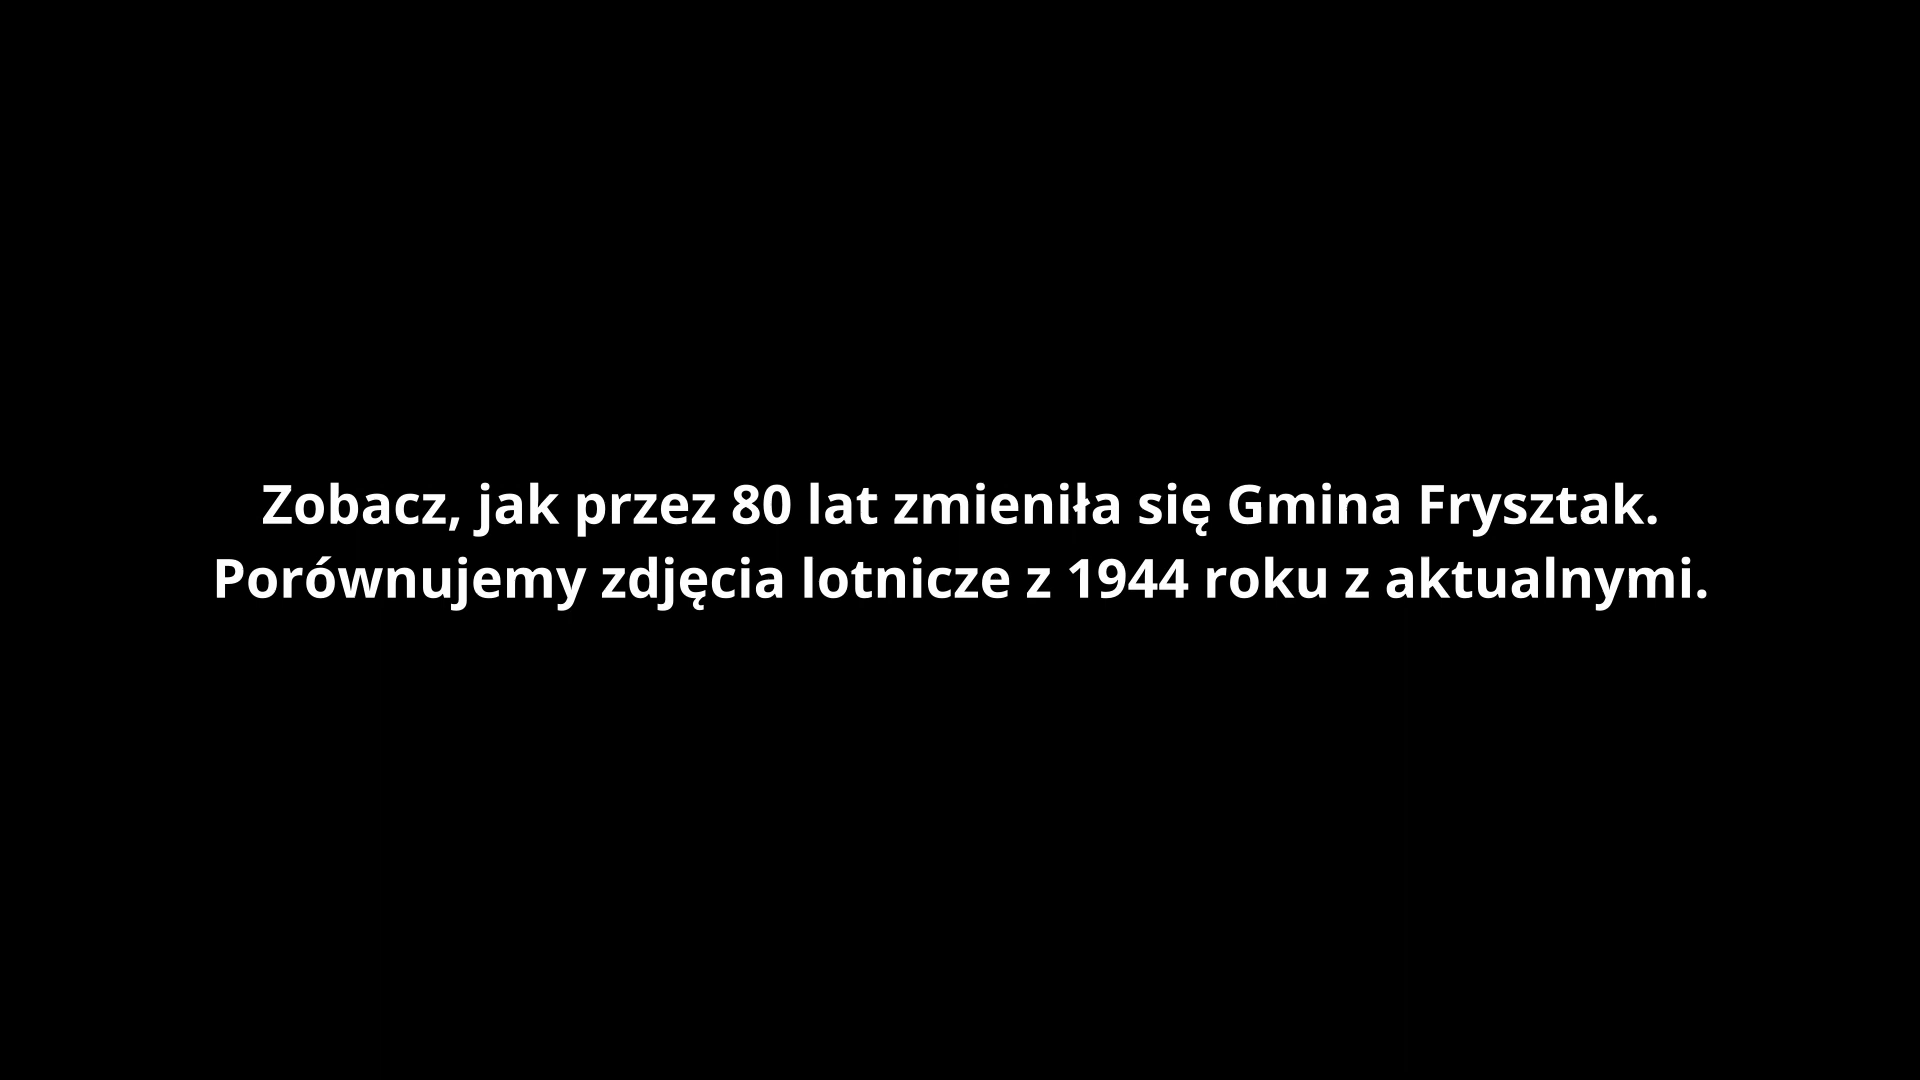 Zobacz, jak przez 80 lat zmieniła się Gmina Frysztak.
Porównujemy zdjęcia lotnicze z 1944 roku z aktualnymi.